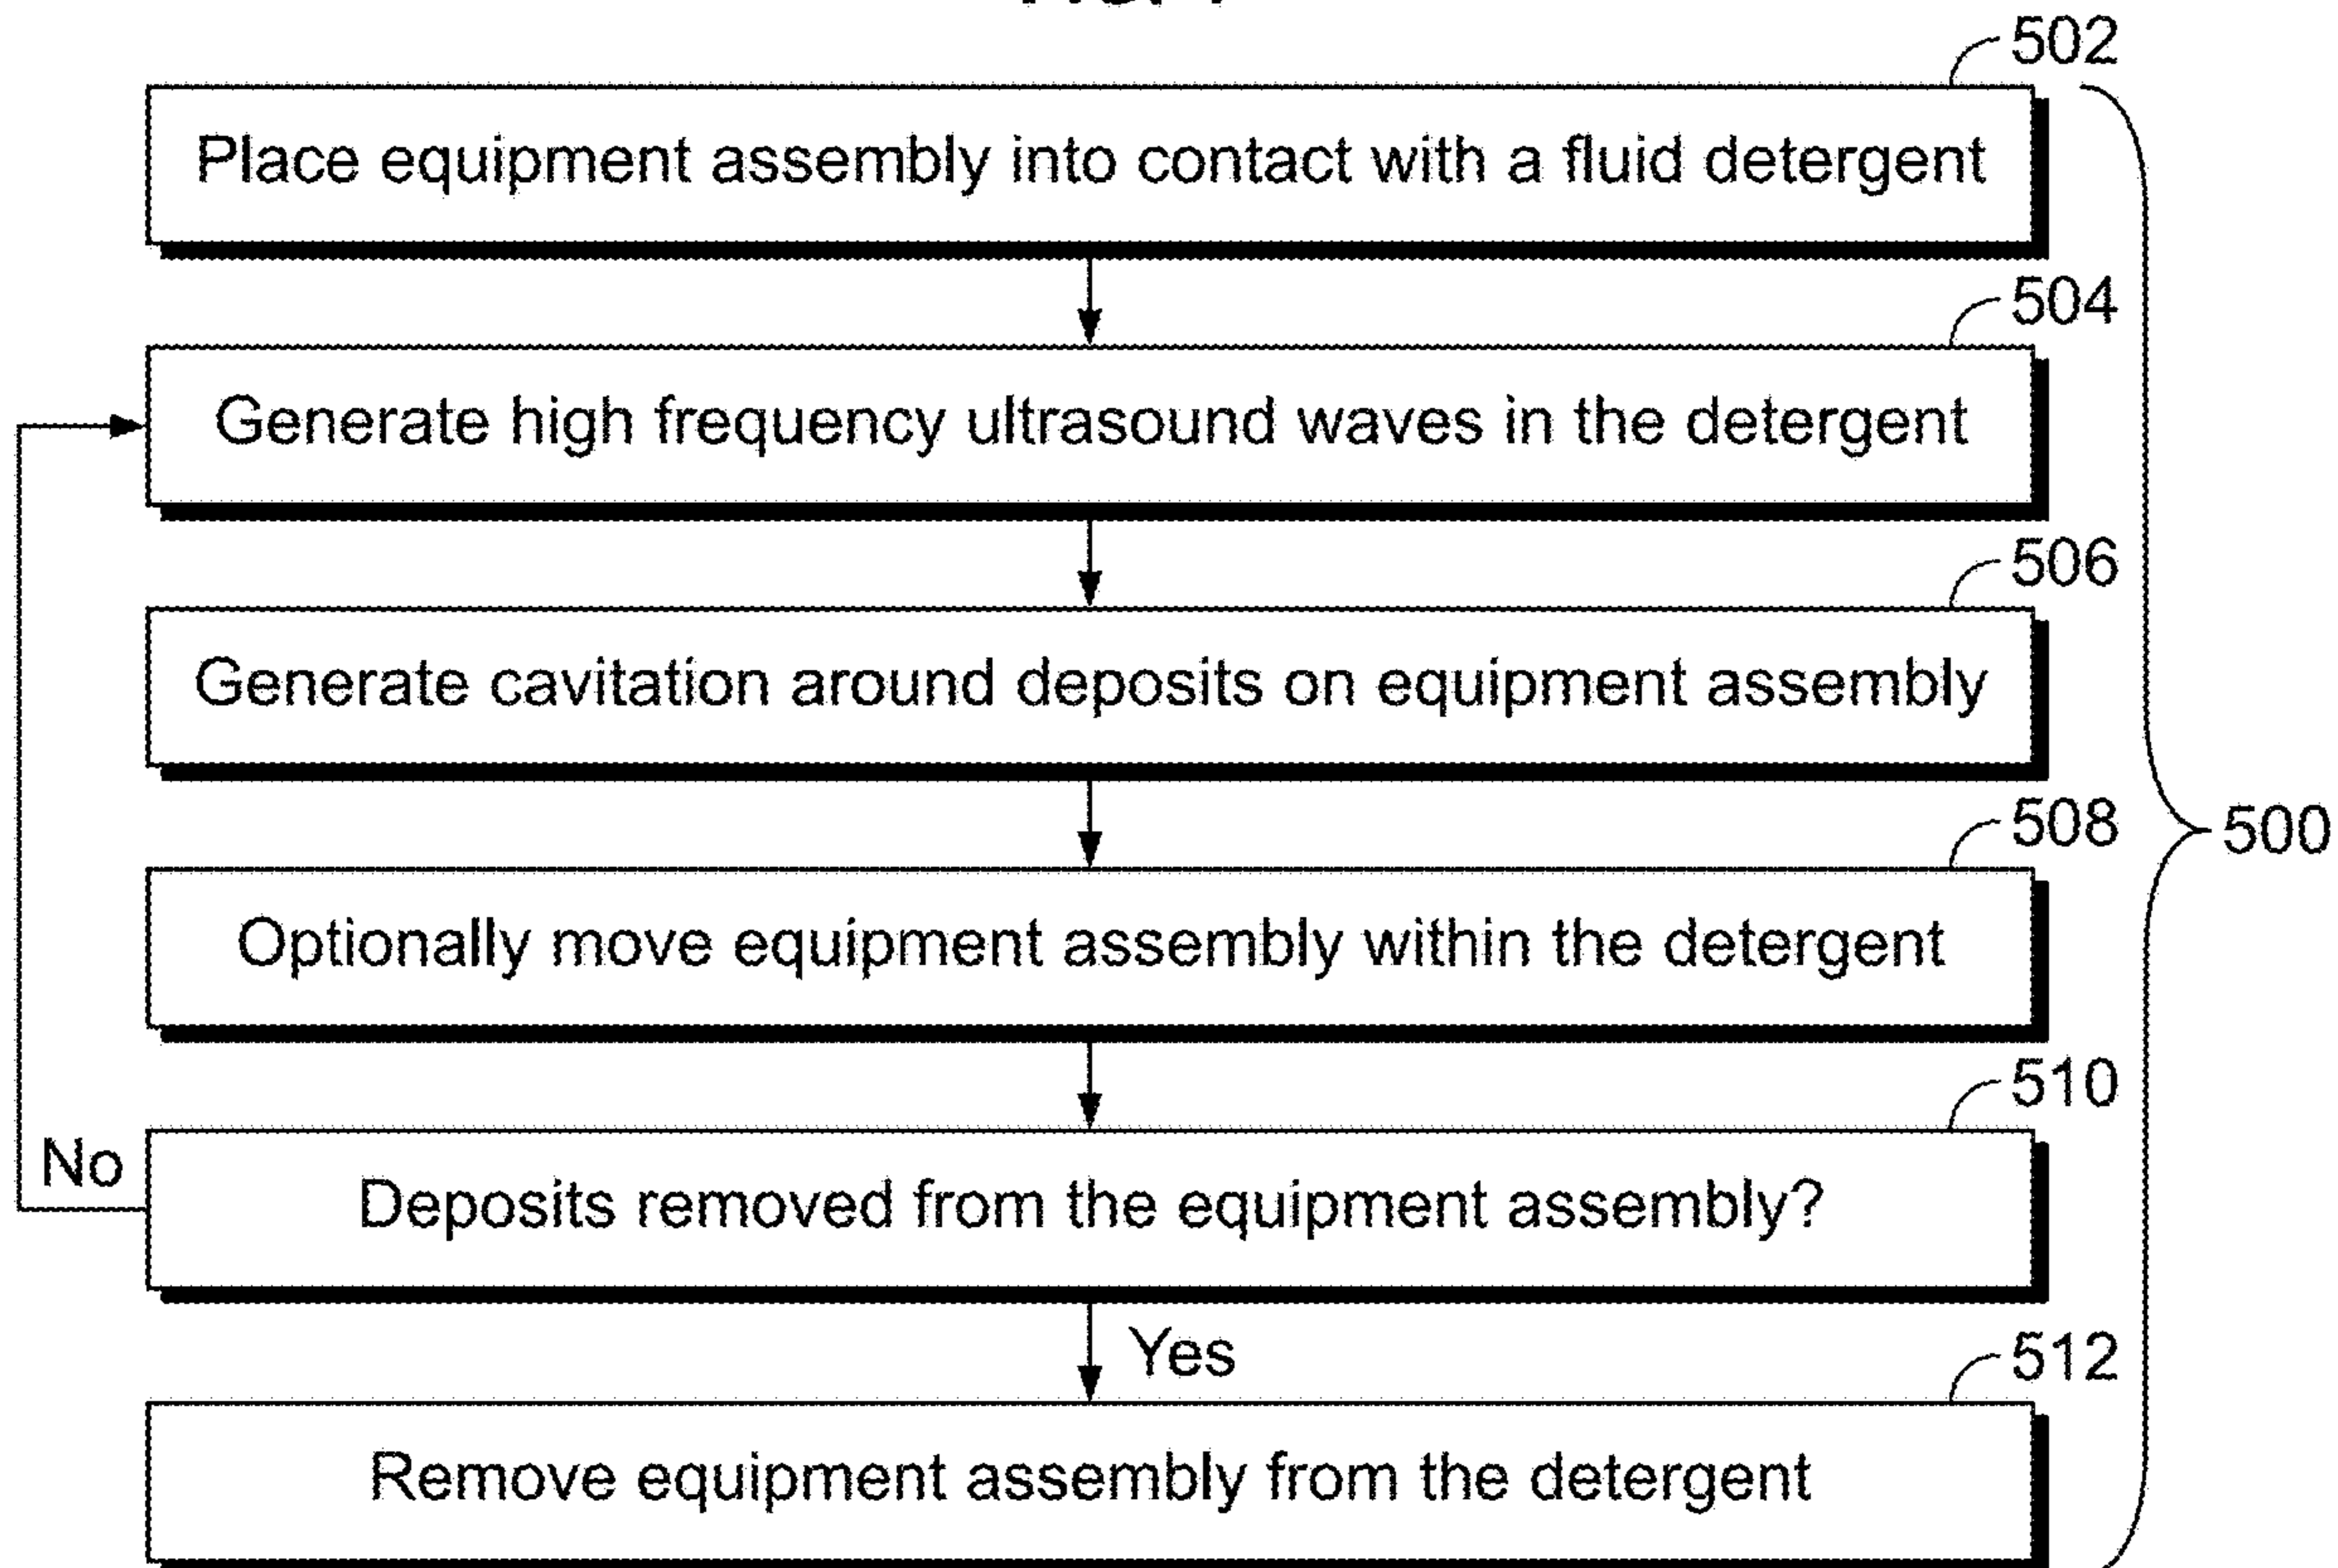 502
Place equipment assembly into contact with a fluid detergent
504
Generate high frequency ultrasound waves in the detergent
506
Generate cavitation around deposits on equipment assembly
508
500
Optionally move equipment assembly within the detergent
510
No
Deposits removed from the equipment assembly?
Yes
512
Remove equipment assembly from the detergent